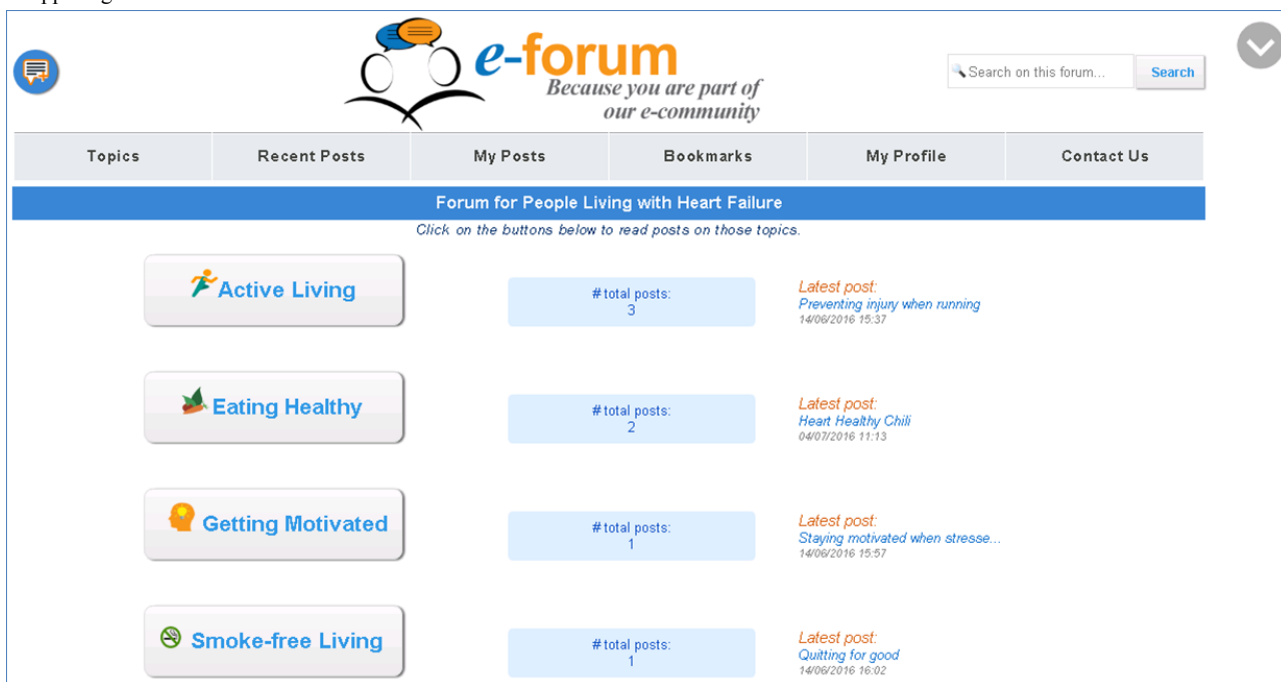 e-forum
Because you are part of
our e-community
Search on this forum...
Search
Topics
Recent Posts
My Posts
Bookmarks
My Profile
Contact Us
Forum for People Living with Heart Failure
Click on the buttons below to read posts on those topics.
Active Living
# total posts:
3
Latest post:
Preventing injury when running
14/06/2016 15:37
Eating Healthy
# total posts:
2
Latest post:
Heart Healthy Chili
04/07/2016 11:13
Getting Motivated
# total posts:
1
Latest post:
Staying motivated when stresse...
14/06/2016 15:57
Smoke-free Living
# total posts:
1
Latest post:
Quitting for good
14/06/2016 16:02